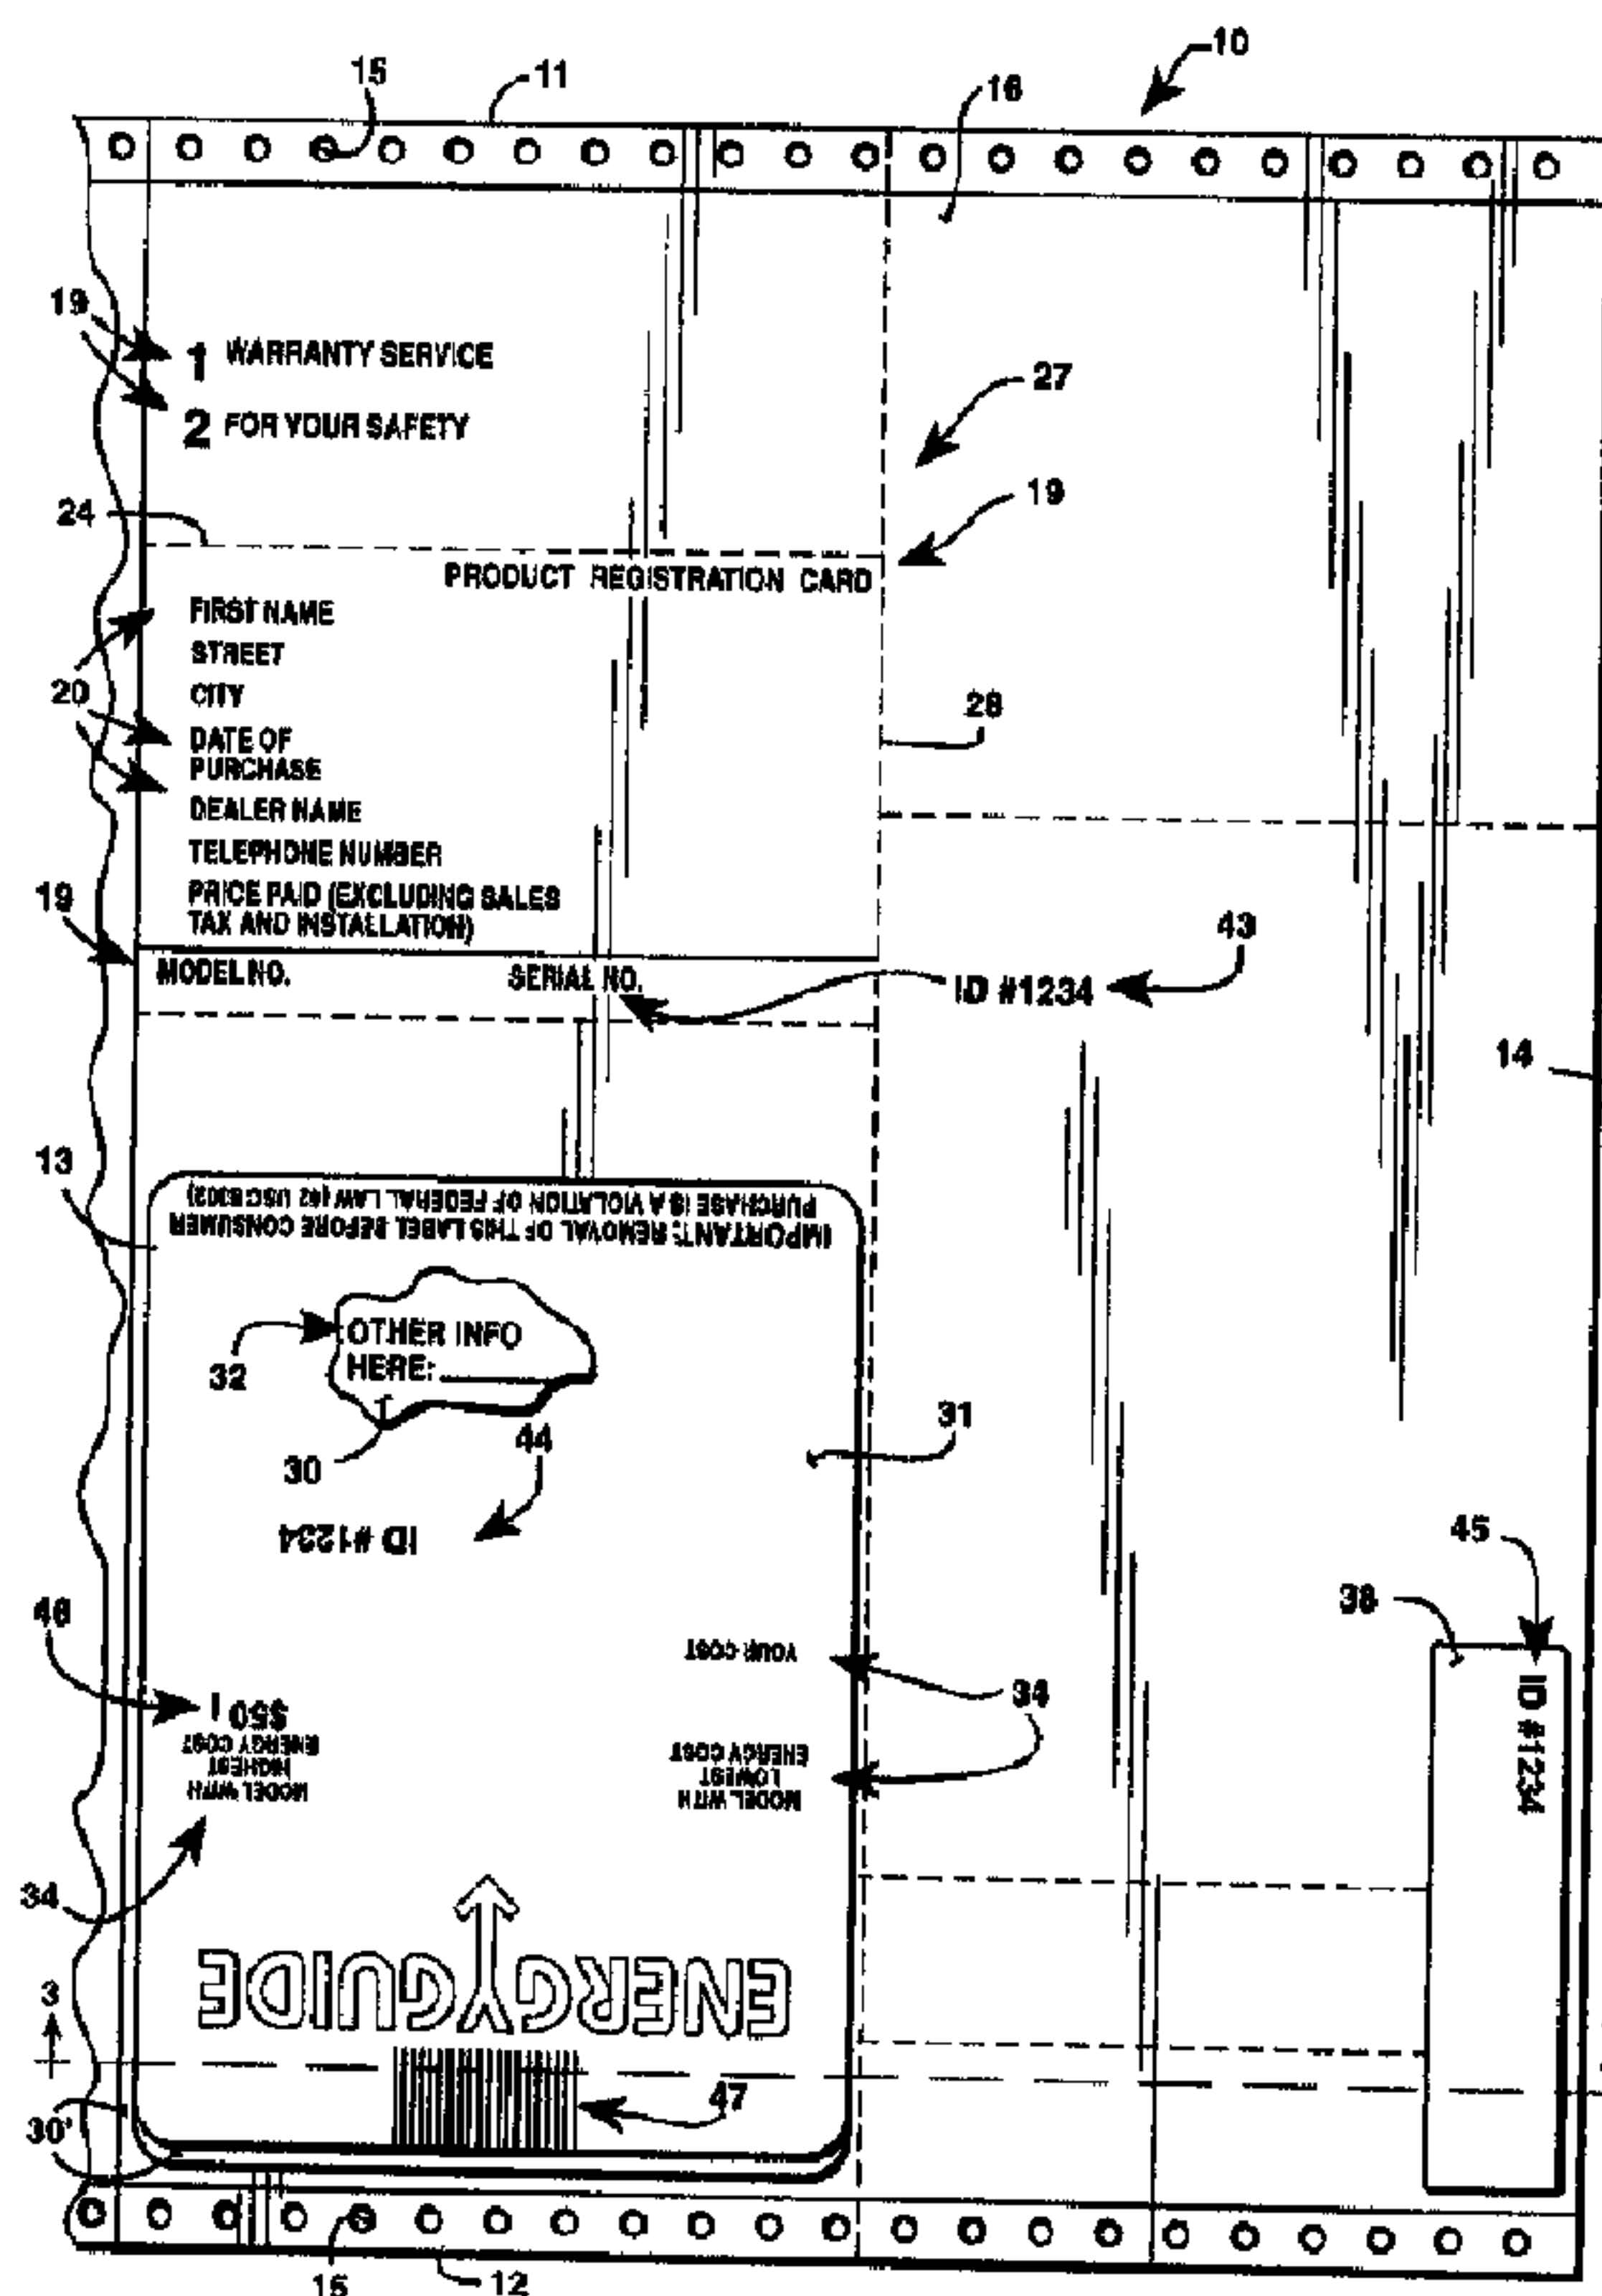 10
15
11
16
19
1 WARRANTY SERVICE
27
2 FOR YOUR SAFETY
19
24
PRODUCT REGISTRATION CARD
FIRST NAME
STREET
20
CITY
28
DATE OF
PURCHASE
DEALER NAME
TELEPHONE NUMBER
19
PRICE PAID (EXCLUDING SALES
TAX AND INSTALLATION)
43
MODEL NO. SERIAL NO.
ID #1234
14
13
IMPORTANT: REMOVAL OF THIS LABEL BEFORE CONSUMER
PURCHASE IS A VIOLATION OF FEDERAL LAW (42 USC 6302)
OTHER INFO
HERE:
32
31
44
30
ID #1234
45
38
46
YOUR COST
34
$50
MODEL WITH
HIGHEST
ENERGY COST
MODEL WITH
LOWEST
ENERGY COST
ID #1234
34
ENERGYGUIDE
3
47
30'
15
12